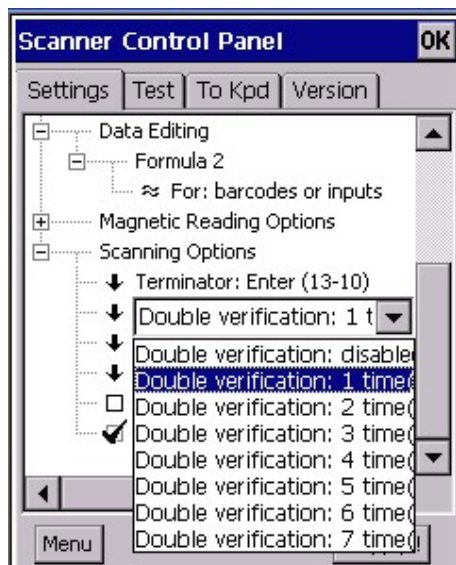 Scanner Control Panel OK
Settings Test To Kpd Version
Data Editing
Formula 2
≈ For: barcodes or inputs
Magnetic Reading Options
Scanning Options
Terminator: Enter (13-10)
Double verification: 1 t
Double verification: disable
Double verification: 1 time(
Double verification: 2 time(
Double verification: 3 time(
Double verification: 4 time(
Double verification: 5 time(
Double verification: 6 time(
Double verification: 7 time(
Menu